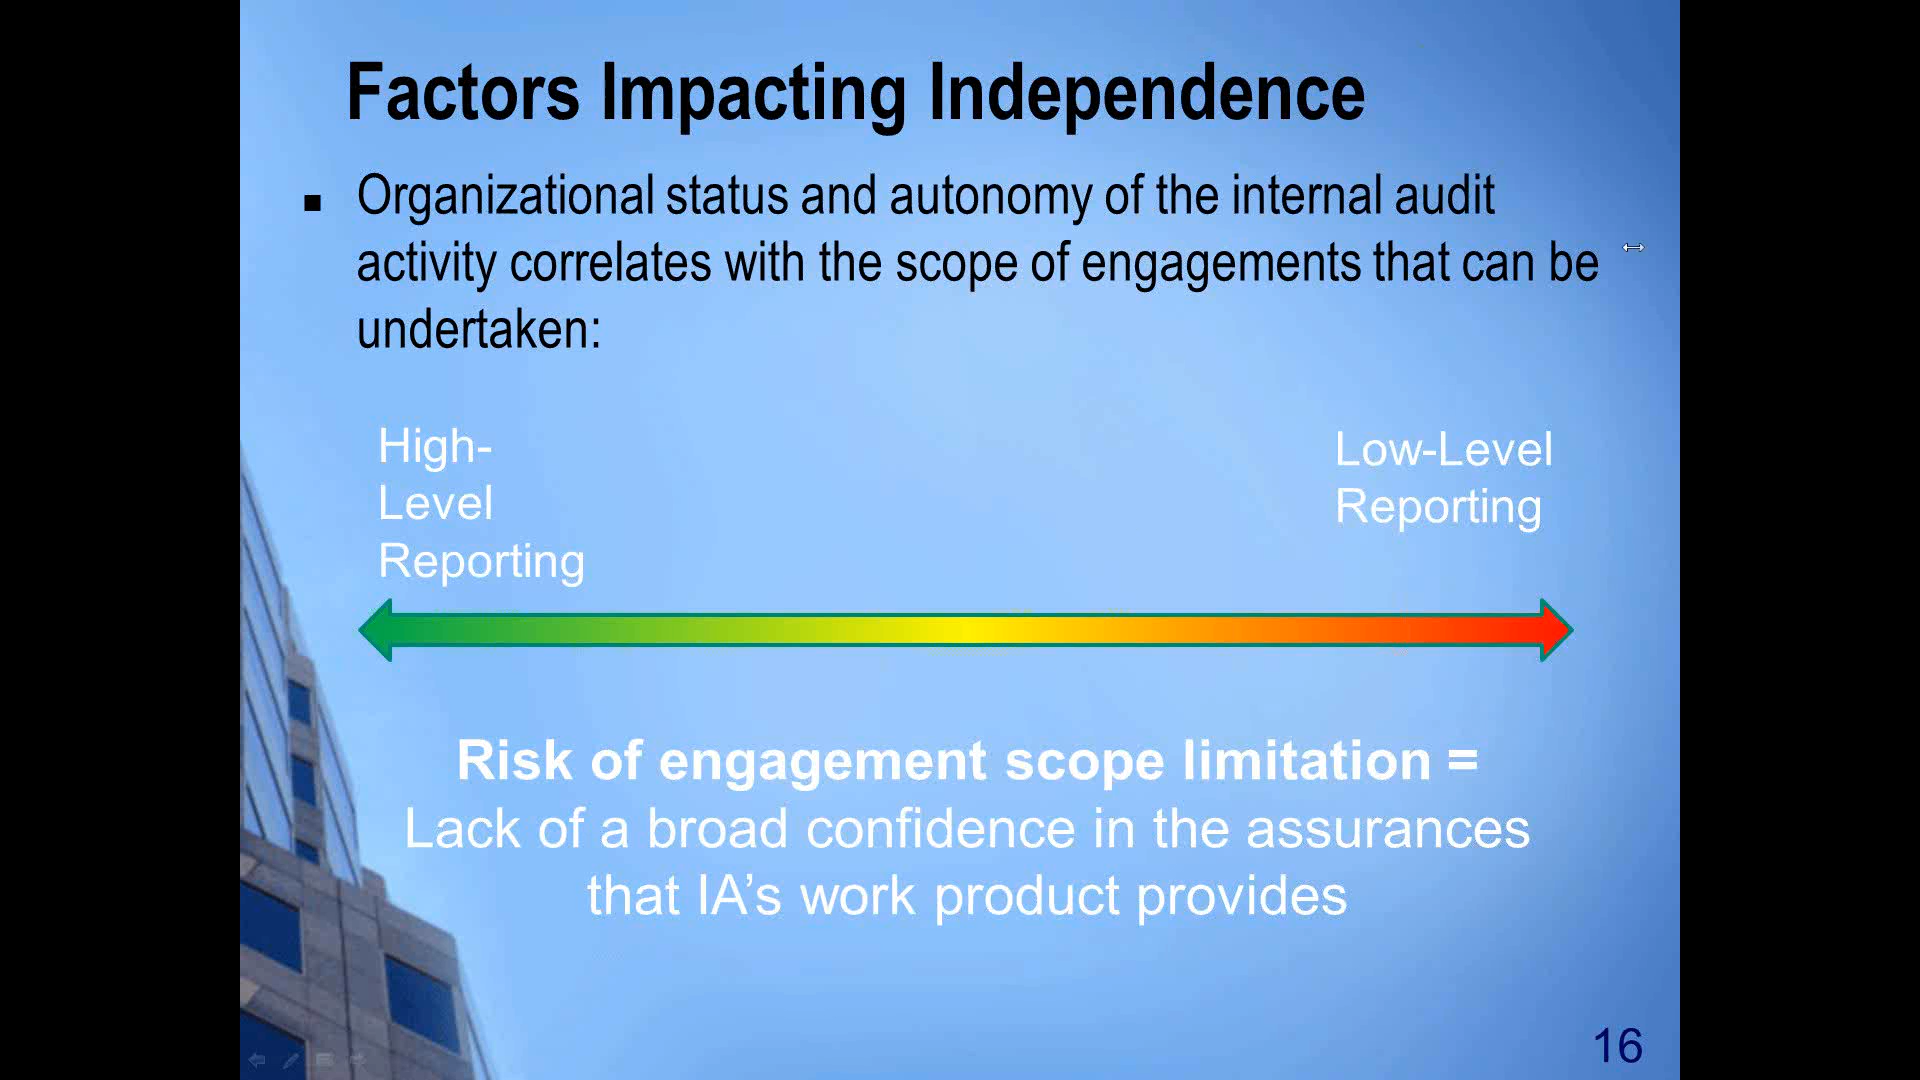 Factors Impacting Independence
Organizational status and autonomy of the internal audit
activity correlates with the scope of engagements that can be
undertaken:
High-
Level
Reporting
Low-Level
Reporting
Risk of engagement scope limitation =
Lack of a broad confidence in the assurances
that IA’s work product provides
16